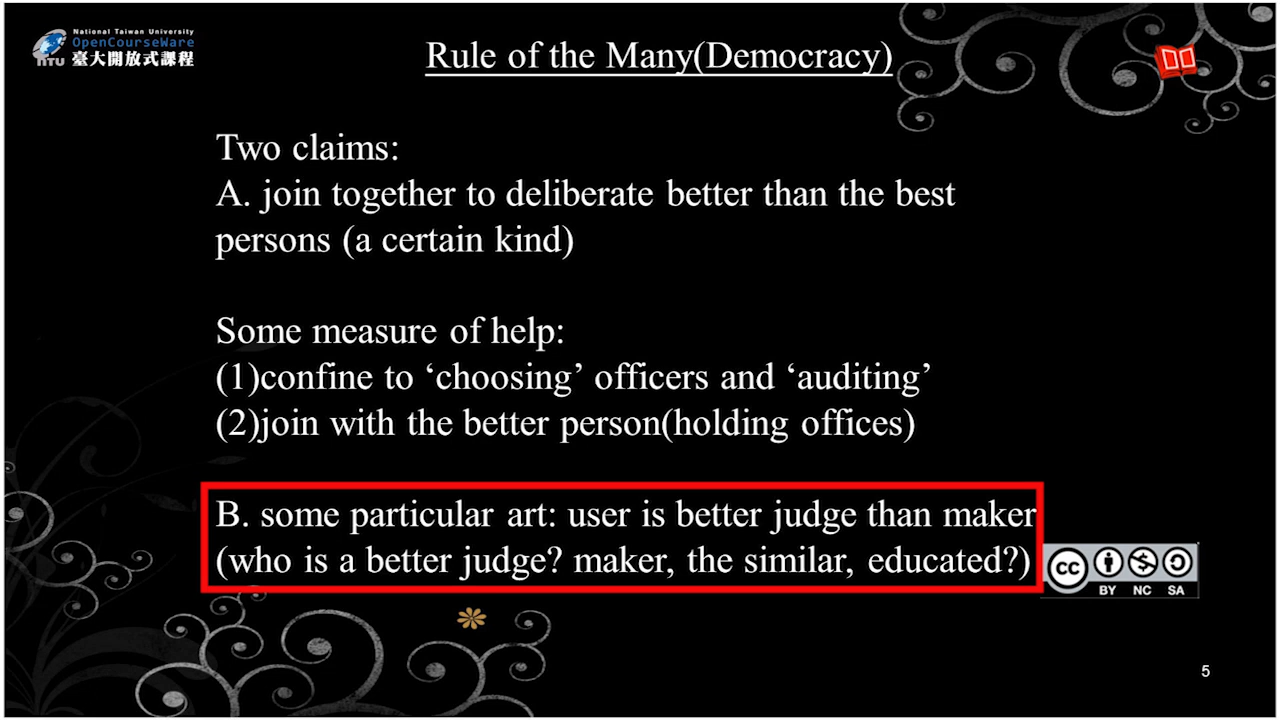 National Taiwan University
OpenCourseWare
NTU 臺大開放式課程
Rule of the Many(Democracy)
Two claims:
A. join together to deliberate better than the best
persons (a certain kind)
Some measure of help:
(1)confine to ‘choosing’ officers and ‘auditing’
(2)join with the better person(holding offices)
B. some particular art: user is better judge than maker
(who is a better judge? maker, the similar, educated?)
cc
BY NC SA
5